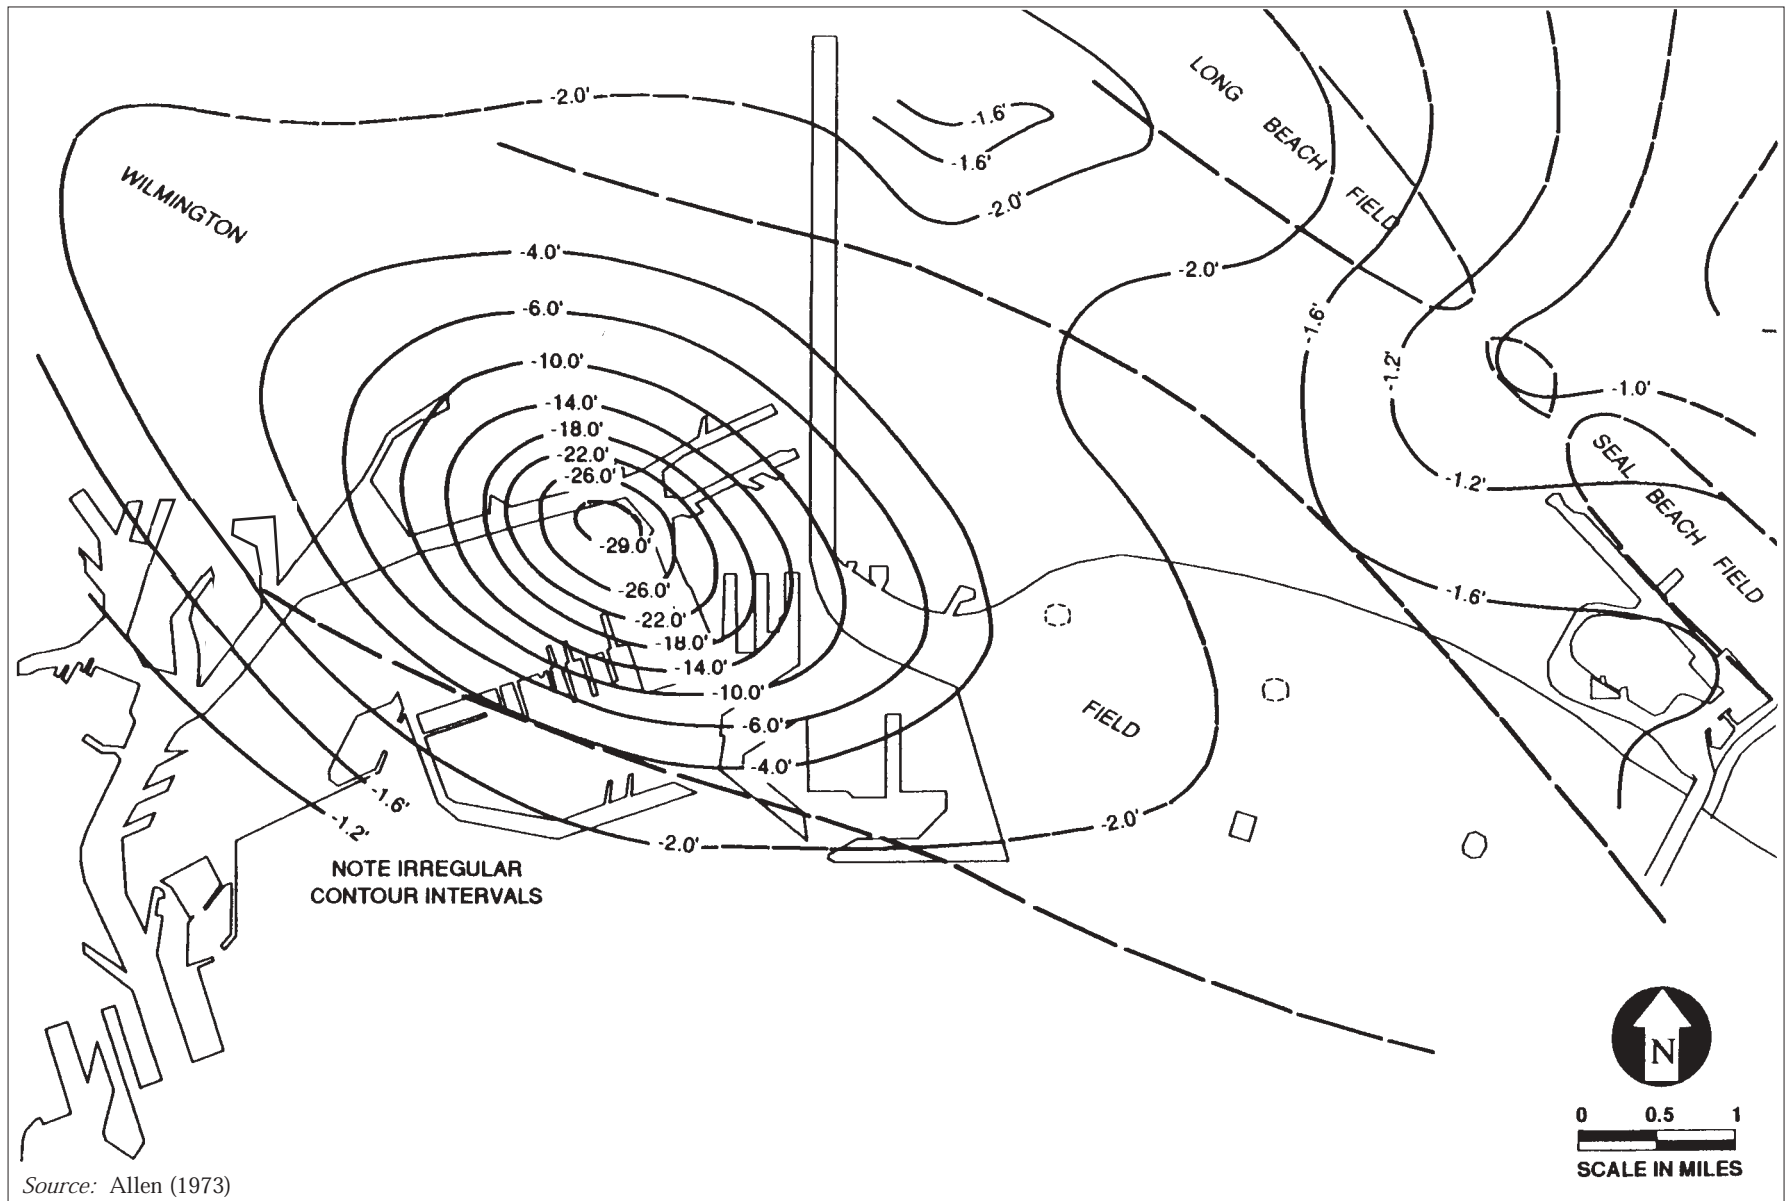 -2.0'
-1.6'
-1.6'
-2.0'
LONG
BEACH
FIELD
WILMINGTON
-4.0'
-2.0'
-6.0'
-1.6'
-10.0'
-1.2'
-1.0'
-14.0'
-18.0'
-22.0'
-26.0'
-1.2'
SEAL
BEACH
FIELD
-29.0'
-26.0'
-22.0'
-1.6'
-18.0'
-14.0'
-10.0'
-6.0'
FIELD
-4.0'
-1.6'
-1.2'
-2.0'
-2.0'
NOTE IRREGULAR
CONTOUR INTERVALS
N
0 0.5 1
SCALE IN MILES
Source: Allen (1973)